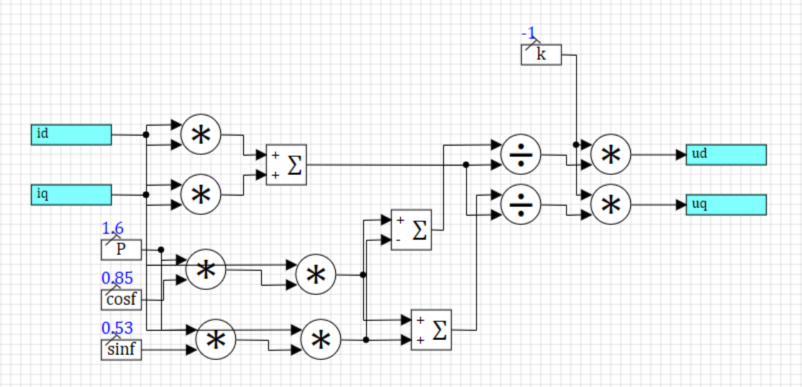 -1
k
id
*
+
+
Σ
÷
*
ud
iq
*
÷
*
uq
1.6
P
+
-
Σ
0.85
cosf
*
*
0.53
sinf
*
*
+
+
Σ